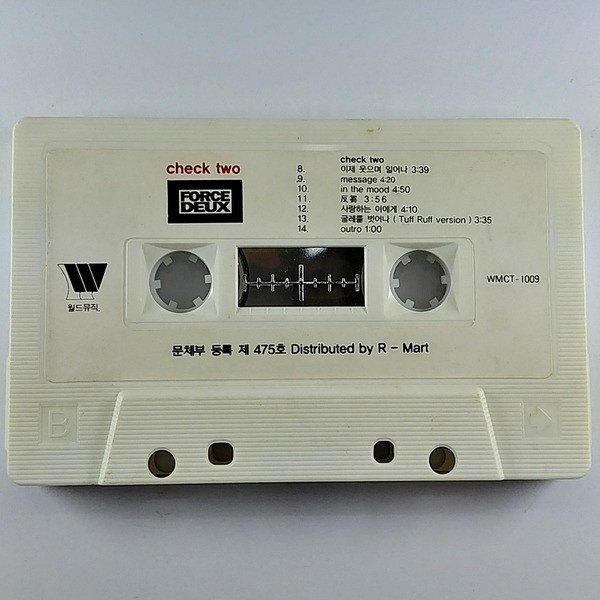 check two
FORCE
DEUX
check two
8. 이제 웃으며 일어나 3:39
9. message 4:20
10. in the mood 4:50
11. 反芻 3:56
12. 사랑하는 이에게 4:10
13. 굴레를 벗어나 ( Tuff Ruff version ) 3:35
14. outro 1:00
W
월드뮤직.
WMCT-1009
문체부 등록 제 475호 Distributed by R - Mart
B